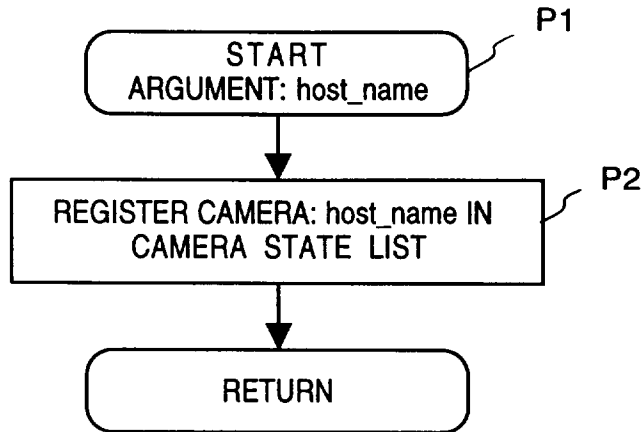 P1
START
ARGUMENT: host_name
P2
REGISTER CAMERA: host_name IN
CAMERA STATE LIST
RETURN